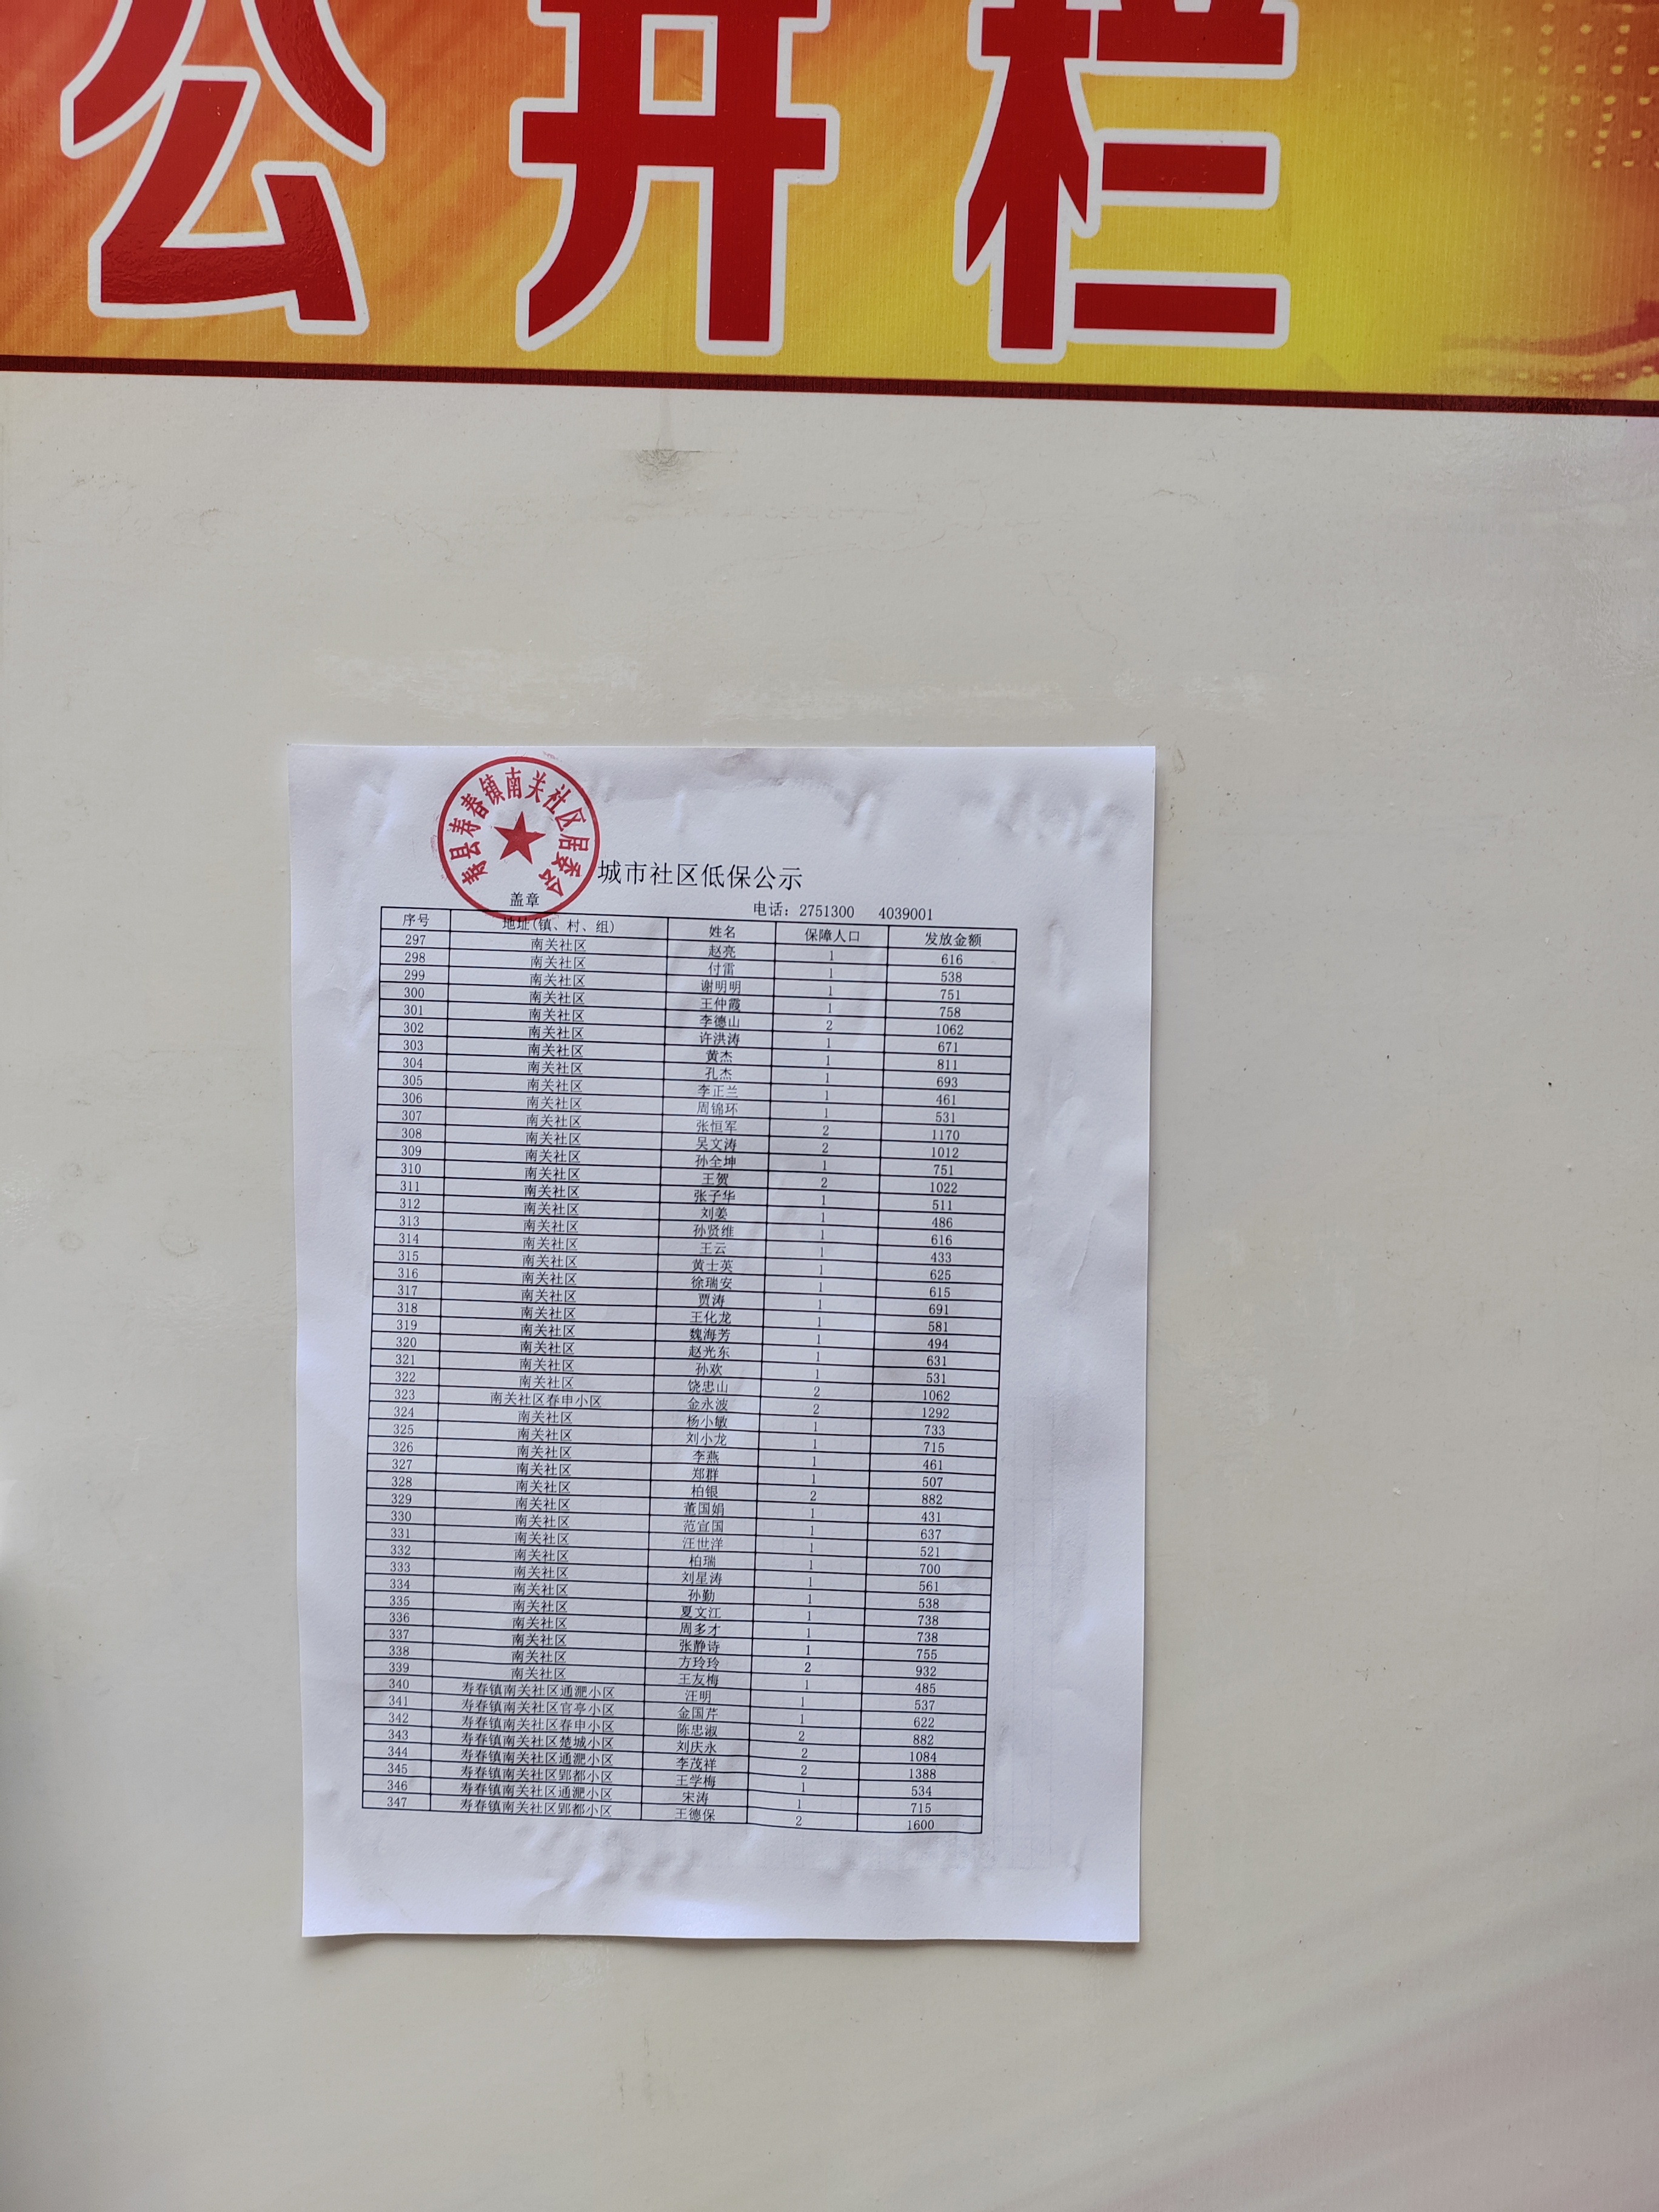 公开栏
寿县寿春镇南关社区居委会
城市社区低保公示
盖章 电话：2751300 4039001
序号 地址(镇、村、组) 姓名 保障人口 发放金额
297 南关社区 赵亮 1 616
298 南关社区 付雷 1 538
299 南关社区 谢明明 1 751
300 南关社区 王仲霞 1 758
301 南关社区 李德山 2 1062
302 南关社区 许洪涛 1 671
303 南关社区 黄杰 1 811
304 南关社区 孔杰 1 693
305 南关社区 李正兰 1 461
306 南关社区 周锦环 1 531
307 南关社区 张恒军 2 1170
308 南关社区 吴文涛 2 1012
309 南关社区 孙全坤 1 751
310 南关社区 王贺 2 1022
311 南关社区 张子华 1 511
312 南关社区 刘姜 1 486
313 南关社区 孙贤维 1 616
314 南关社区 王云 1 433
315 南关社区 黄士英 1 625
316 南关社区 徐瑞安 1 615
317 南关社区 贾涛 1 691
318 南关社区 王化龙 1 581
319 南关社区 魏海芳 1 494
320 南关社区 赵光东 1 631
321 南关社区 孙欢 1 531
322 南关社区 饶忠山 2 1062
323 南关社区春申小区 金永波 2 1292
324 南关社区 杨小敏 1 733
325 南关社区 刘小龙 1 715
326 南关社区 李燕 1 461
327 南关社区 郑群 1 507
328 南关社区 柏银 2 882
329 南关社区 董国娟 1 431
330 南关社区 范宜国 1 637
331 南关社区 汪世洋 1 521
332 南关社区 柏瑞 1 700
333 南关社区 刘星涛 1 561
334 南关社区 孙勤 1 538
335 南关社区 夏文江 1 738
336 南关社区 周多才 1 738
337 南关社区 张静诗 1 755
338 南关社区 方玲玲 2 932
339 南关社区 王友梅 1 485
340 寿春镇南关社区通淝小区 汪明 1 537
341 寿春镇南关社区官亭小区 金国芹 1 622
342 寿春镇南关社区春申小区 陈忠淑 2 882
343 寿春镇南关社区楚城小区 刘庆永 2 1084
344 寿春镇南关社区通淝小区 李茂祥 2 1388
345 寿春镇南关社区郢都小区 王学梅 1 534
346 寿春镇南关社区通淝小区 宋涛 1 715
347 寿春镇南关社区郢都小区 王德保 2 1600